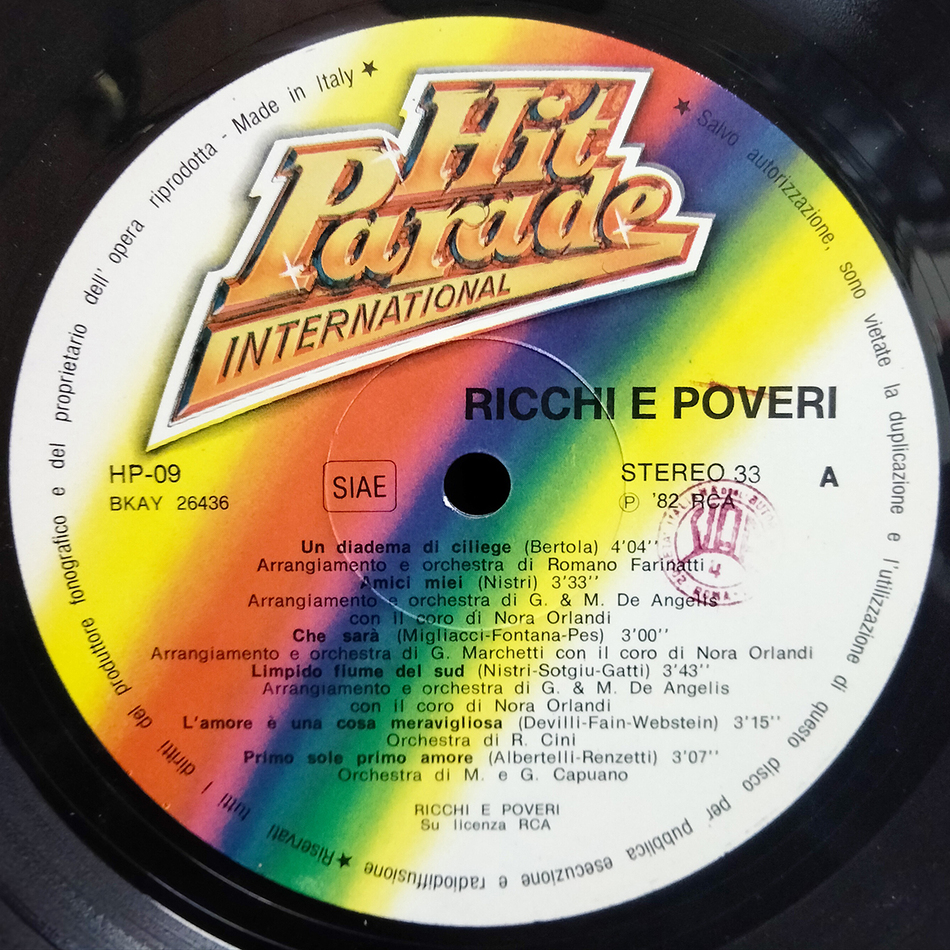 Hit
Parade
INTERNATIONAL
RICCHI E POVERI
HP-09
BKAY 26436
SIAE
STEREO 33
Ⓟ '82 RCA
A
Un diadema di ciliege (Bertola) 4'04''
Arrangiamento e orchestra di Romano Farinatti
Amici miei (Nistri) 3'33''
Arrangiamento e orchestra di G. & M. De Angelis
con il coro di Nora Orlandi
Che sarà (Migliacci-Fontana-Pes) 3'00''
Arrangiamento e orchestra di G. Marchetti con il coro di Nora Orlandi
Limpido fiume del sud (Nistri-Sotgiu-Gatti) 3'43''
Arrangiamento e orchestra di G. & M. De Angelis
con il coro di Nora Orlandi
L'amore è una cosa meravigliosa (Devilli-Fain-Webstein) 3'15''
Orchestra di R. Cini
Primo sole primo amore (Albertelli-Renzetti) 3'07''
Orchestra di M. e G. Capuano
RICCHI E POVERI
Su licenza RCA
★ Riservati tutti i diritti del produttore fonografico e del proprietario dell'opera riprodotta - Made in Italy ★
★ Salvo autorizzazione, sono vietate la duplicazione e l'utilizzazione di questo disco per pubblica esecuzione e radiodiffusione